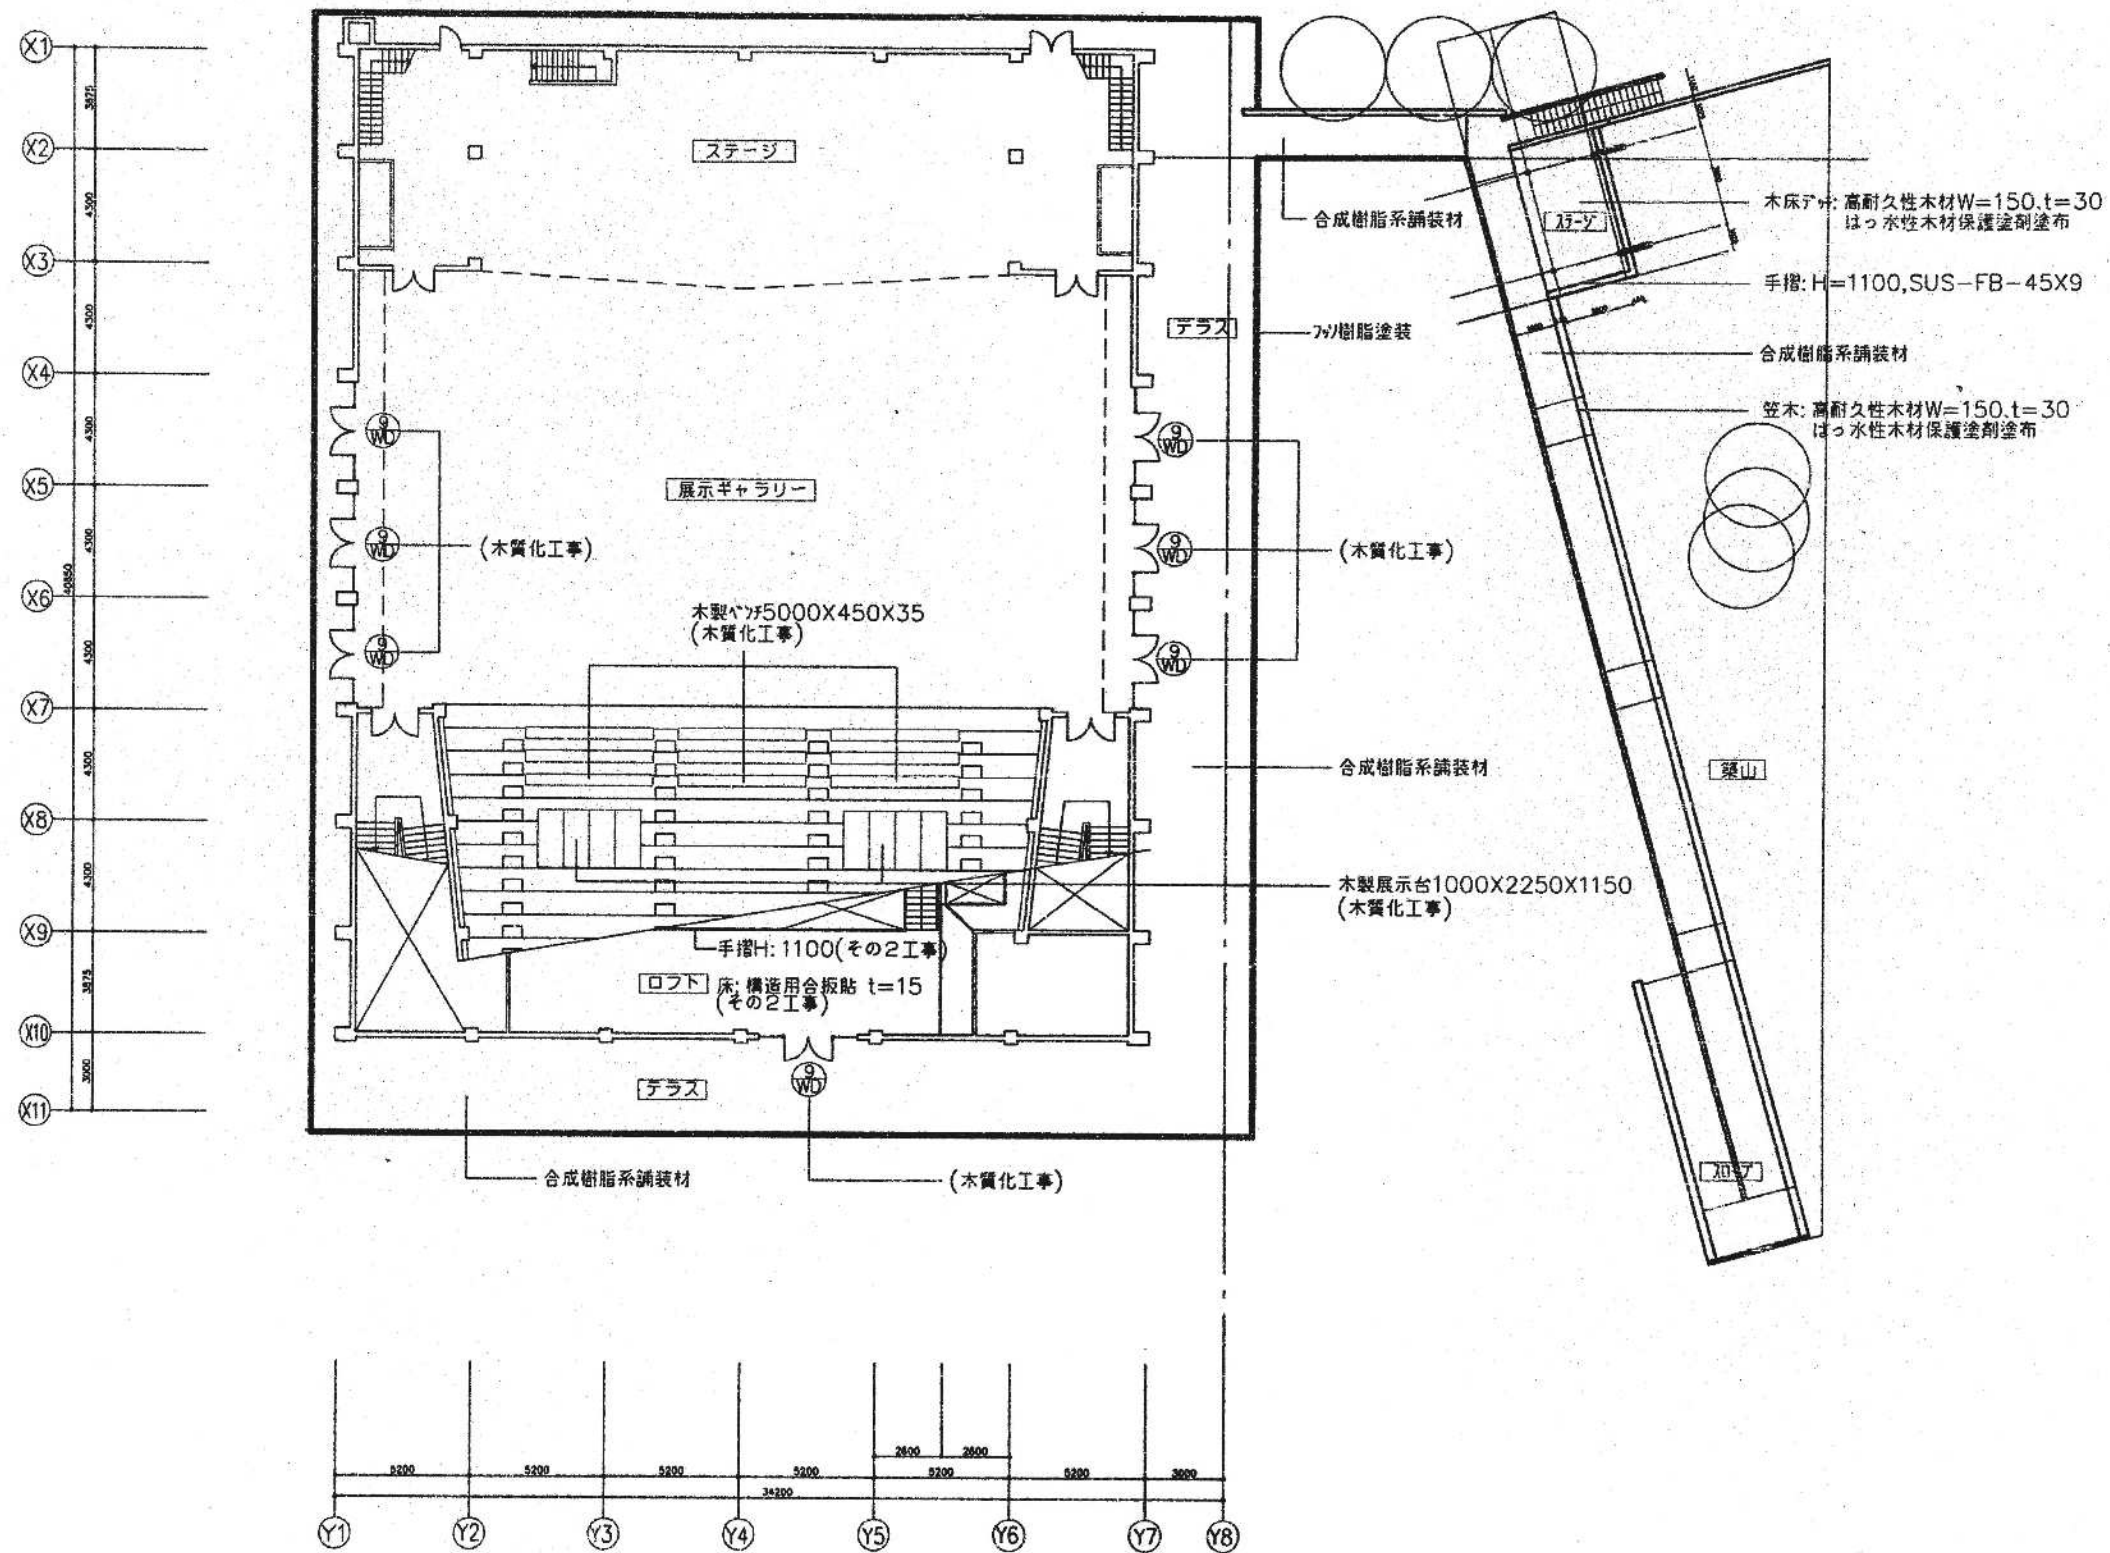 X1
X2
X3
X4
X5
X6
X7
X8
X9
X10
X11
3875
4300
4300
4300
4300
4300
4300
4300
3875
3000
40850
ステージ
展示ギャラリー
9
WD
9
WD
9
WD
(木質化工事)
9
WD
9
WD
9
WD
(木質化工事)
木製ベンチ5000X450X35
(木質化工事)
手摺H: 1100(その2工事)
ロフト
床: 構造用合板貼 t=15
(その2工事)
9
WD
テラス
合成樹脂系舗装材
(木質化工事)
合成樹脂系舗装材
テラス
フッソ樹脂塗装
合成樹脂系舗装材
木製展示台1000X2250X1150
(木質化工事)
ステージ
木床デッキ: 高耐久性木材W=150.t=30
はっ水性木材保護塗剤塗布
手摺: H=1100,SUS-FB-45X9
合成樹脂系舗装材
笠木: 高耐久性木材W=150.t=30
はっ水性木材保護塗剤塗布
築山
スロープ
2600
2600
5200
5200
5200
5200
5200
5200
3000
34200
Y1
Y2
Y3
Y4
Y5
Y6
Y7
Y8